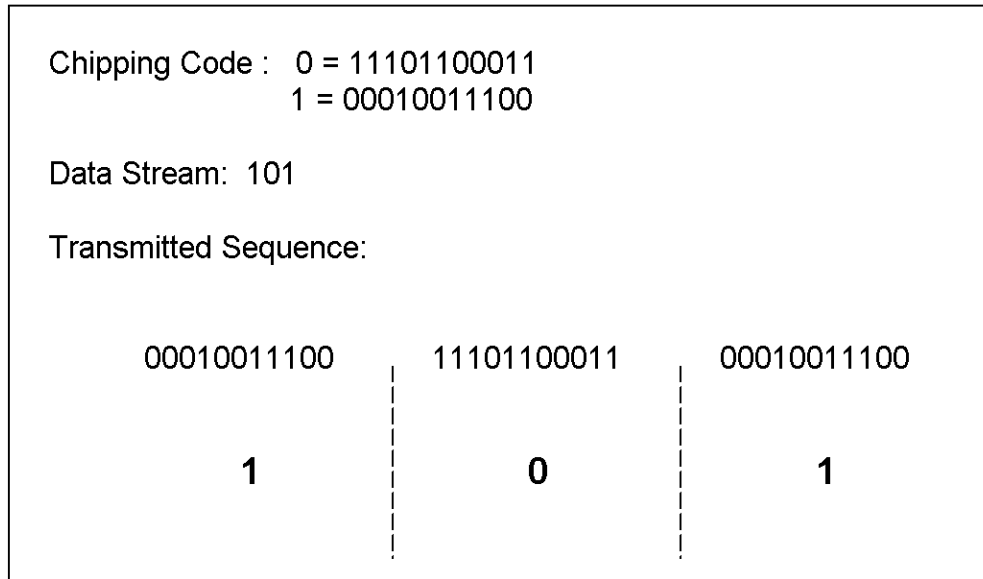 Chipping Code : 0 = 11101100011
1 = 00010011100
Data Stream: 101
Transmitted Sequence:
00010011100 11101100011 00010011100
1 0 1